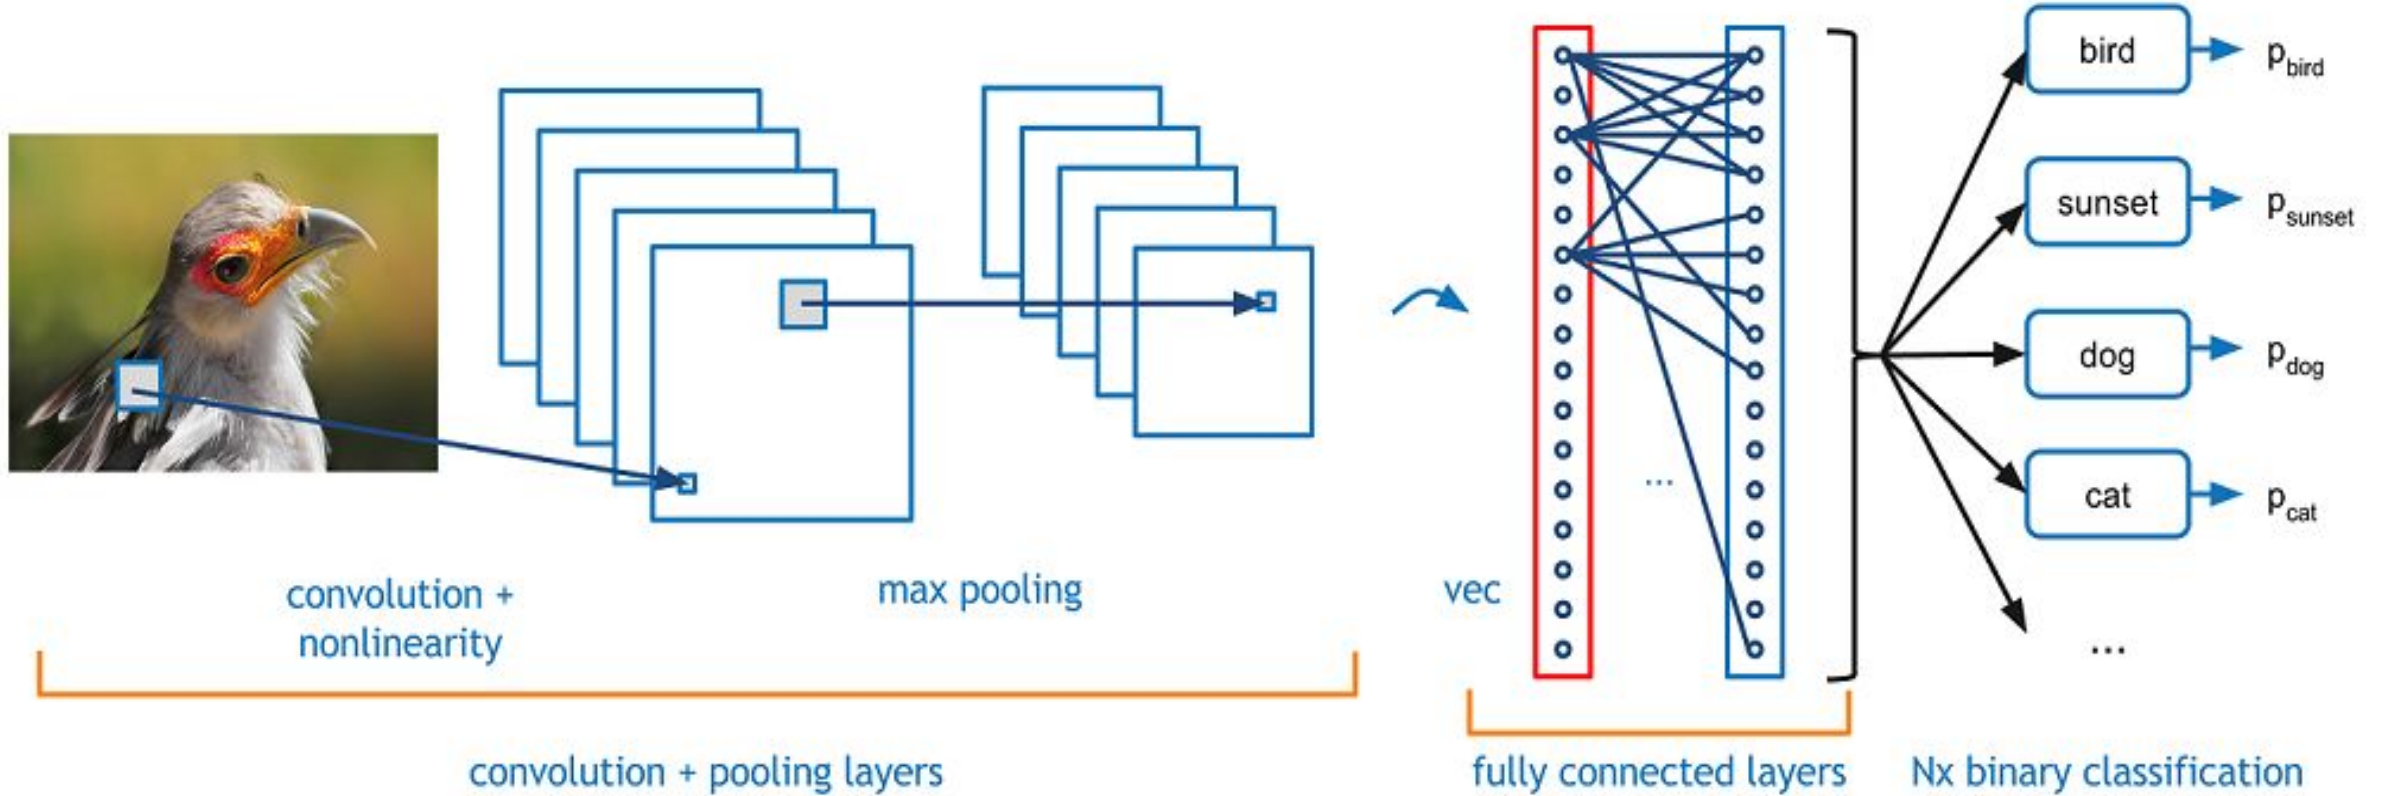 bird
p_bird
sunset
p_sunset
dog
p_dog
cat
p_cat
...
...
convolution +
nonlinearity
max pooling
vec
convolution + pooling layers
fully connected layers
Nx binary classification